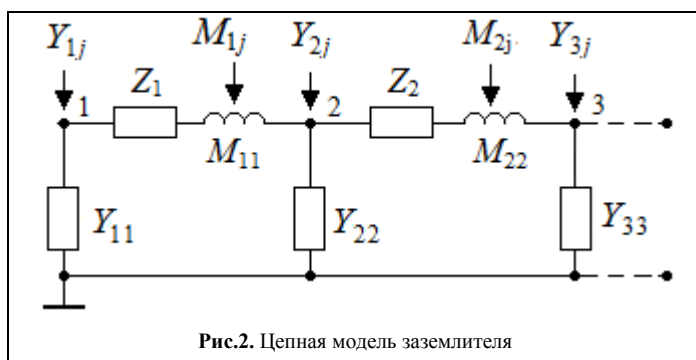 Y₁ⱼ M₁ⱼ Y₂ⱼ M₂ⱼ. Y₃ⱼ
1 Z₁ 2 Z₂ 3
M₁₁ M₂₂
Y₁₁ Y₂₂ Y₃₃
Рис.2. Цепная модель заземлителя